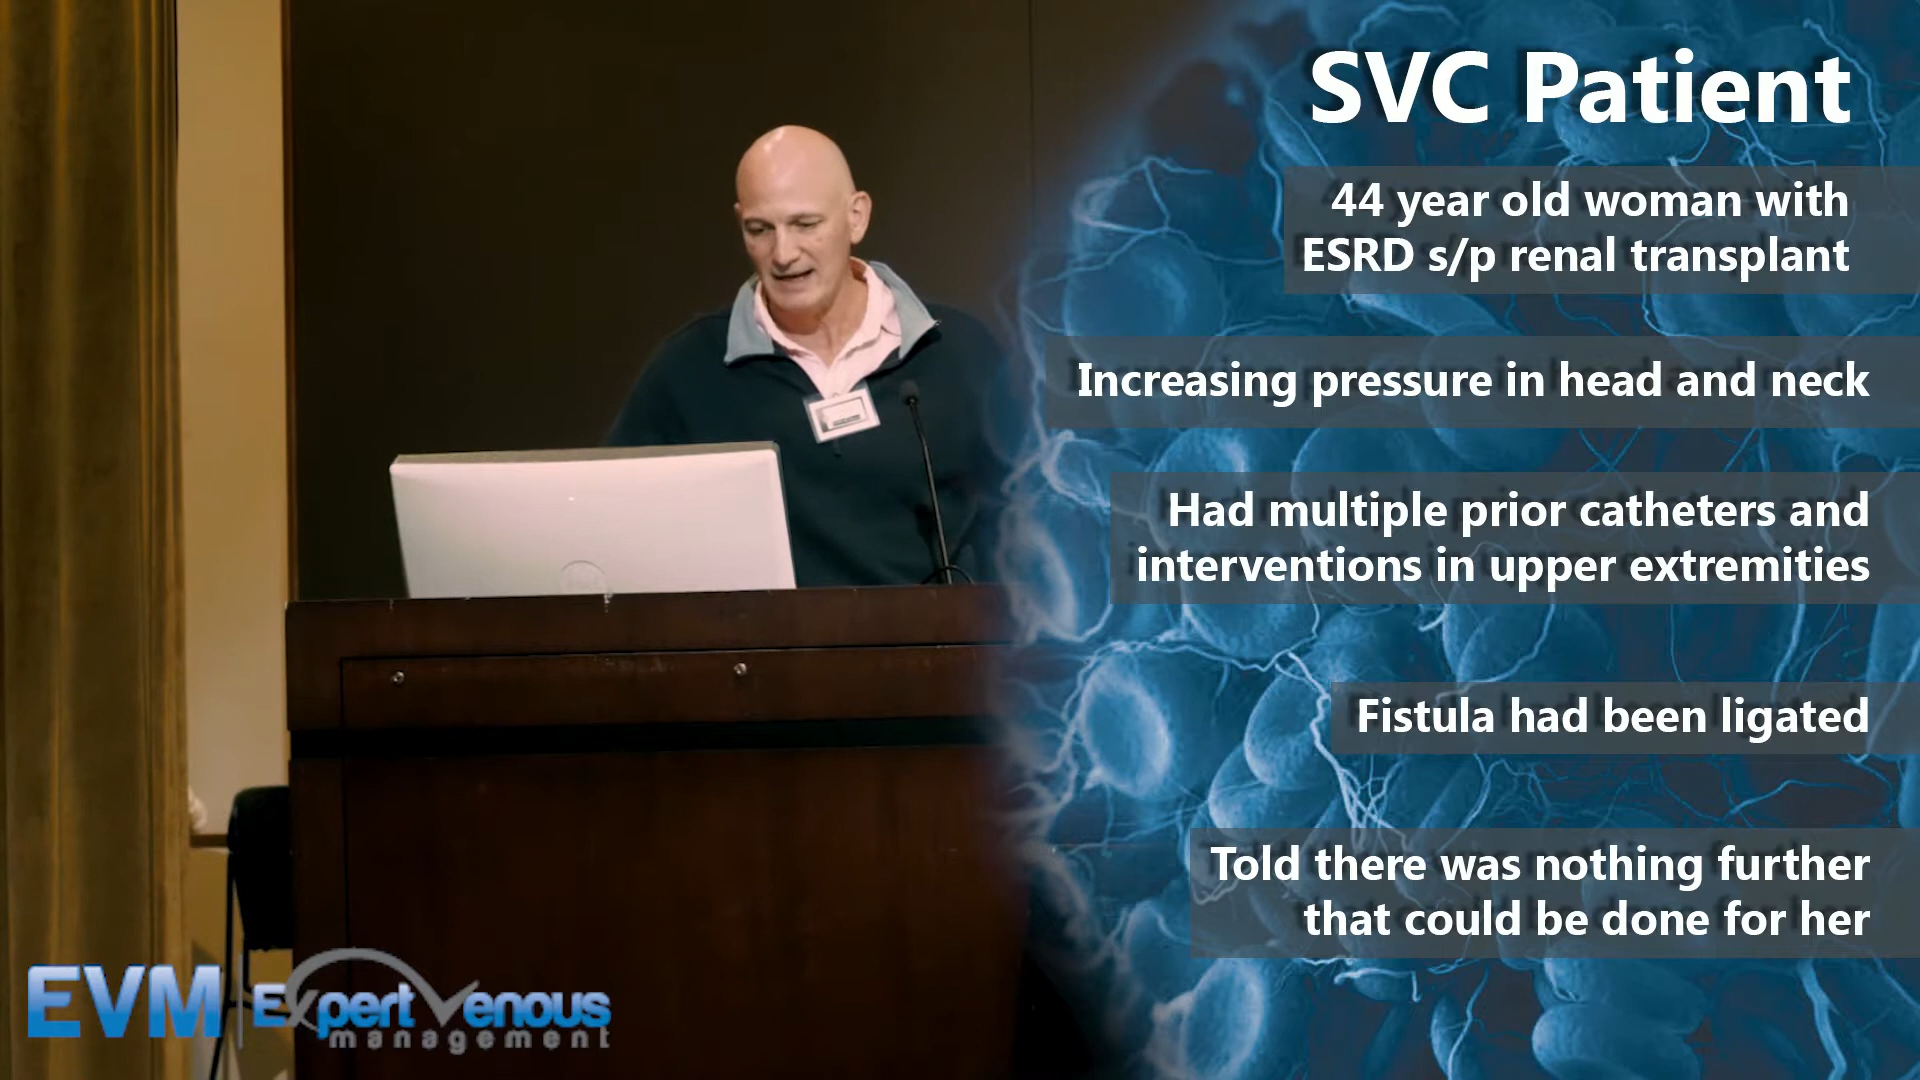 SVC Patient
44 year old woman with
ESRD s/p renal transplant
Increasing pressure in head and neck
Had multiple prior catheters and
interventions in upper extremities
Fistula had been ligated
Told there was nothing further
that could be done for her
EVM Expert Venous
management